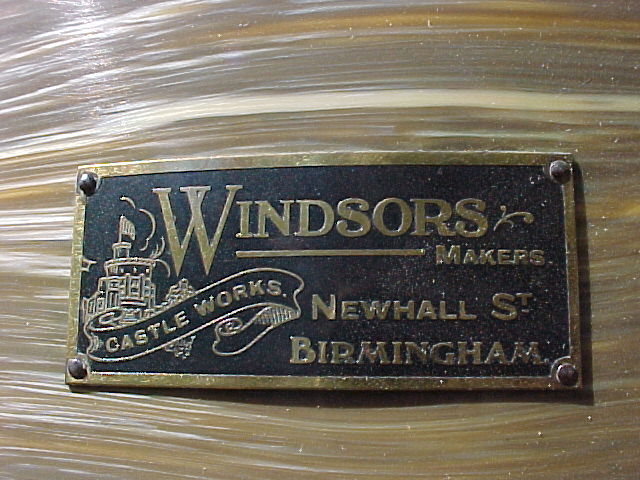 WINDSORS
MAKERS
CASTLE WORKS.
NEWHALL ST
BIRMINGHAM.